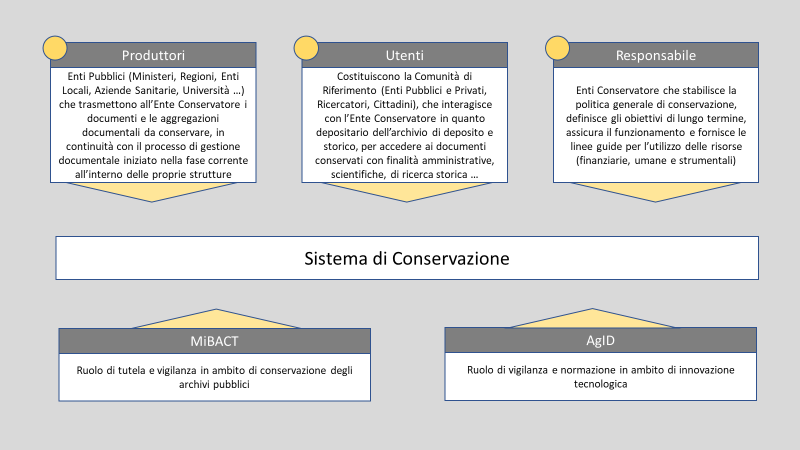 Produttori
Enti Pubblici (Ministeri, Regioni, Enti
Locali, Aziende Sanitarie, Università ...)
che trasmettono all'Ente Conservatore i
documenti e le aggregazioni
documentali da conservare, in
continuità con il processo di gestione
documentale iniziato nella fase corrente
all'interno delle proprie strutture
Utenti
Costituiscono la Comunità di
Riferimento (Enti Pubblici e Privati,
Ricercatori, Cittadini), che interagisce
con l'Ente Conservatore in quanto
depositario dell'archivio di deposito e
storico, per accedere ai documenti
conservati con finalità amministrative,
scientifiche, di ricerca storica ...
Responsabile
Enti Conservatore che stabilisce la
politica generale di conservazione,
definisce gli obiettivi di lungo termine,
assicura il funzionamento e fornisce le
linee guide per l'utilizzo delle risorse
(finanziarie, umane e strumentali)
Sistema di Conservazione
MiBACT
Ruolo di tutela e vigilanza in ambito di conservazione degli
archivi pubblici
AgID
Ruolo di vigilanza e normazione in ambito di innovazione
tecnologica